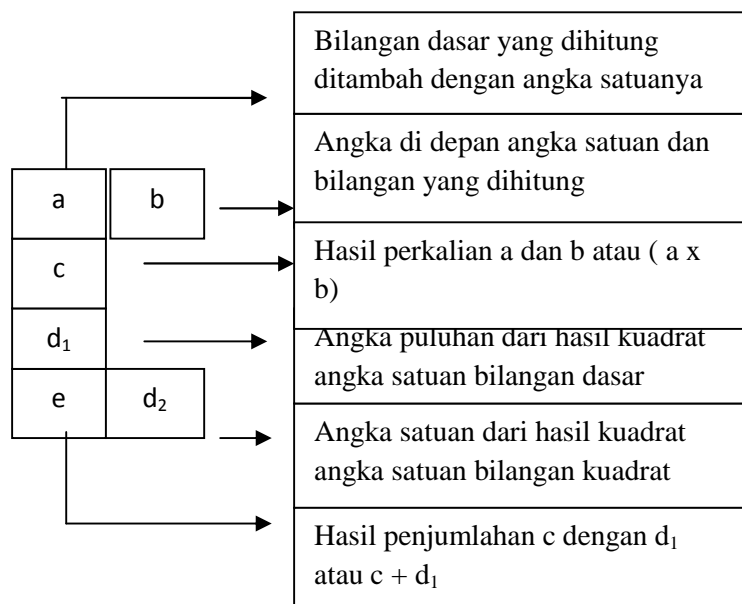 Bilangan dasar yang dihitung
ditambah dengan angka satuanya
Angka di depan angka satuan dan
bilangan yang dihitung
a b
Hasil perkalian a dan b atau ( a x
b)
c
Angka puluhan dari hasil kuadrat
angka satuan bilangan dasar
d₁
e d₂
Angka satuan dari hasil kuadrat
angka satuan bilangan kuadrat
Hasil penjumlahan c dengan d₁
atau c + d₁